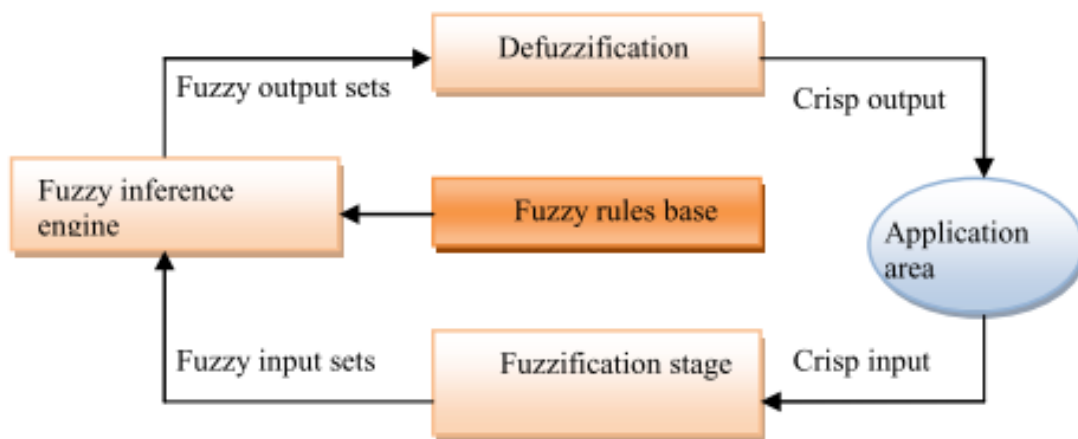 Defuzzification
Fuzzy output sets
Crisp output
Fuzzy inference
engine
Fuzzy rules base
Application
area
Fuzzy input sets
Fuzzification stage
Crisp input